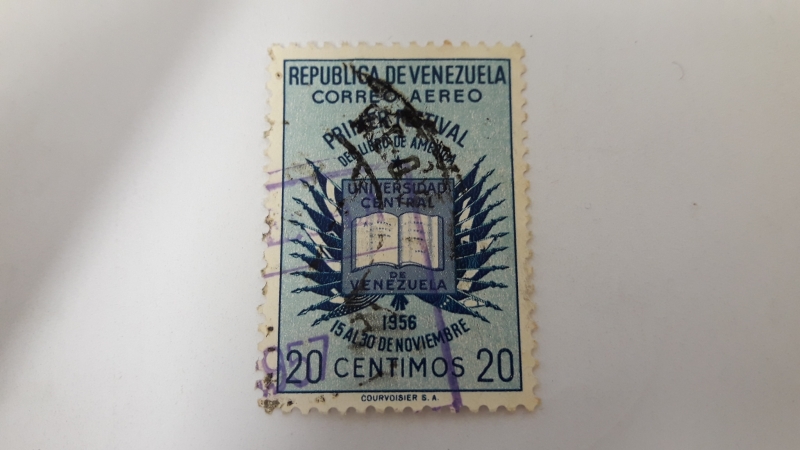 REPUBLICA DE VENEZUELA
CORREO AEREO
PRIMER FESTIVAL
DEL LIBRO DE AMERICA
UNIVERSIDAD
CENTRAL
DE
VENEZUELA
1956
15 AL 30 DE NOVIEMBRE
20 CENTIMOS 20
COURVOISIER S.A.
957